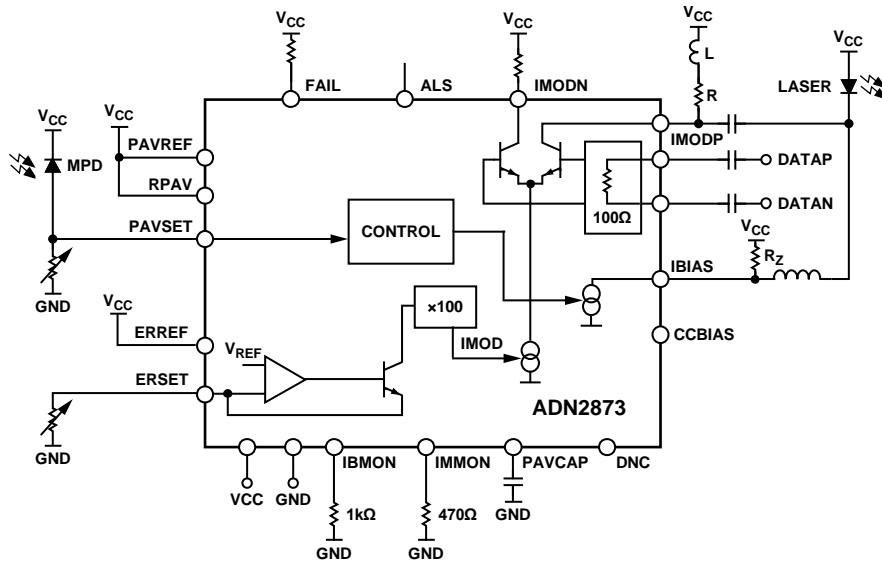 VCC
VCC
VCC
L
VCC
FAIL
ALS
IMODN
R
LASER
VCC
VCC
PAVREF
IMODP
MPD
DATAP
RPAV
100Ω
DATAN
PAVSET
CONTROL
VCC
RZ
GND
IBIAS
VCC
×100
ERREF
VREF
IMOD
CCBIAS
ERSET
ADN2873
GND
IBMON
IMMON
PAVCAP
DNC
VCC
GND
1kΩ
470Ω
GND
GND
GND